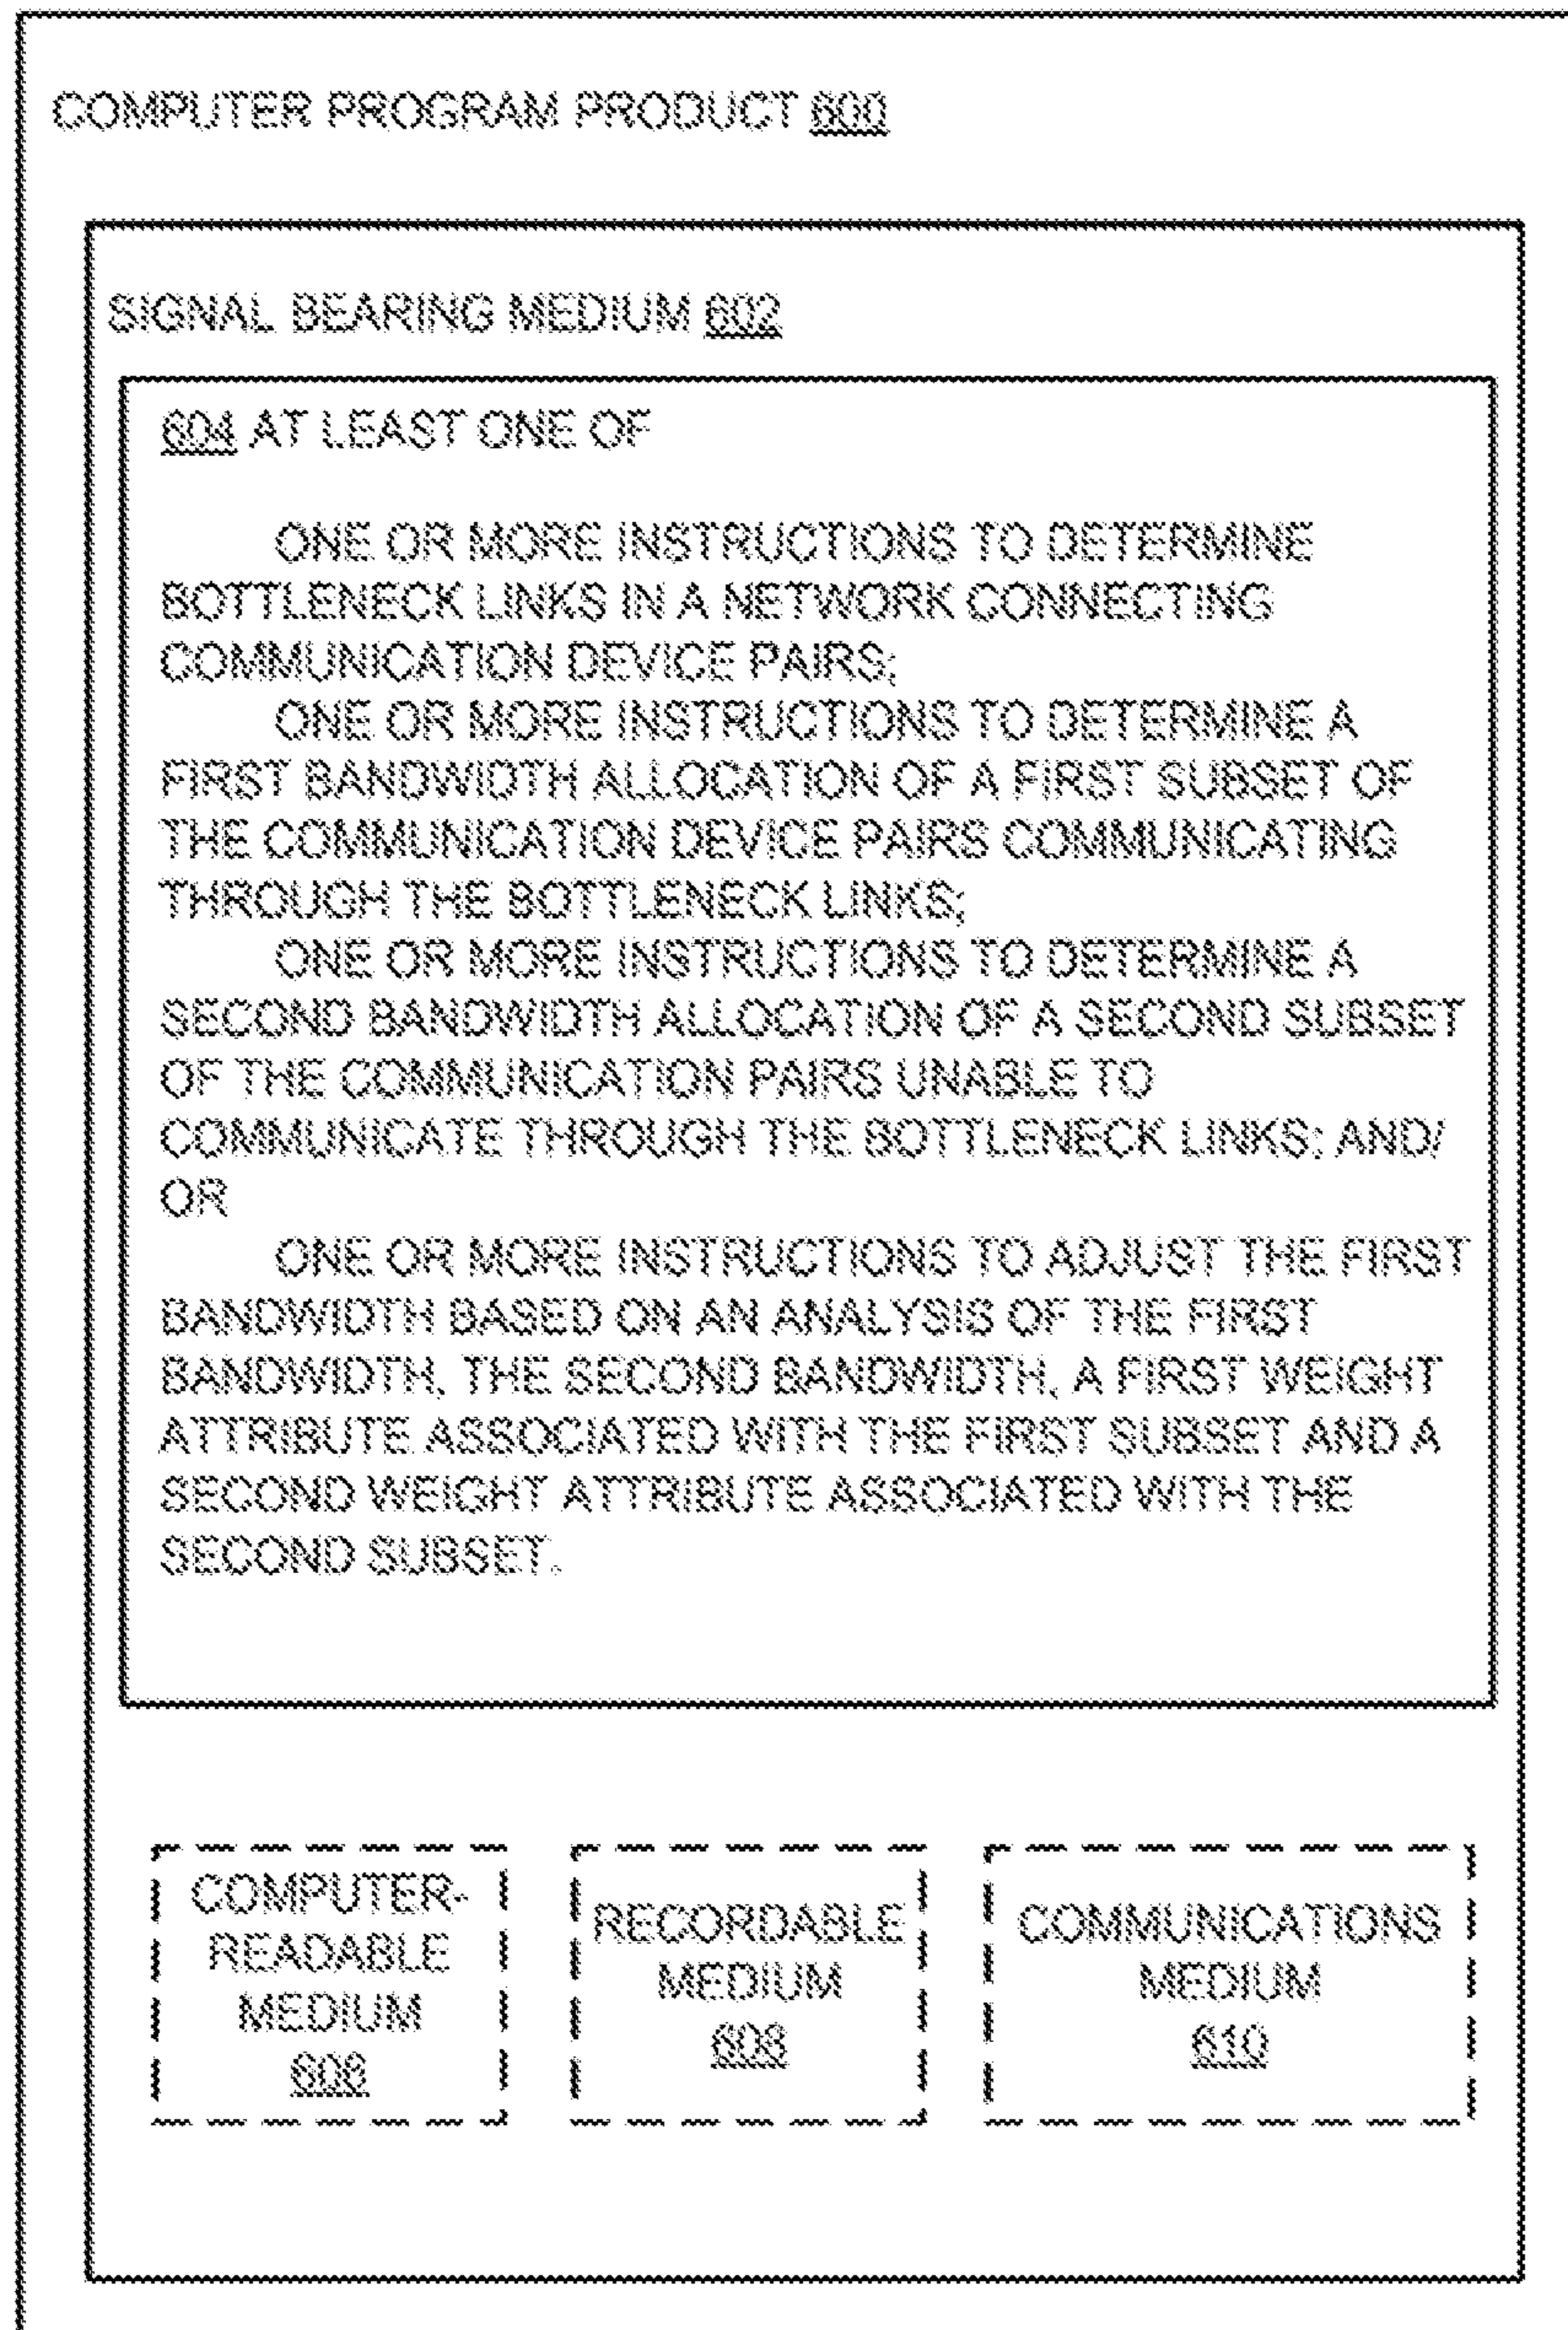 COMPUTER PROGRAM PRODUCT 600
SIGNAL BEARING MEDIUM 602
604 AT LEAST ONE OF
ONE OR MORE INSTRUCTIONS TO DETERMINE
BOTTLENECK LINKS IN A NETWORK CONNECTING
COMMUNICATION DEVICE PAIRS;
ONE OR MORE INSTRUCTIONS TO DETERMINE A
FIRST BANDWIDTH ALLOCATION OF A FIRST SUBSET OF
THE COMMUNICATION DEVICE PAIRS COMMUNICATING
THROUGH THE BOTTLENECK LINKS;
ONE OR MORE INSTRUCTIONS TO DETERMINE A
SECOND BANDWIDTH ALLOCATION OF A SECOND SUBSET
OF THE COMMUNICATION PAIRS UNABLE TO
COMMUNICATE THROUGH THE BOTTLENECK LINKS; AND/
OR
ONE OR MORE INSTRUCTIONS TO ADJUST THE FIRST
BANDWIDTH BASED ON AN ANALYSIS OF THE FIRST
BANDWIDTH, THE SECOND BANDWIDTH, A FIRST WEIGHT
ATTRIBUTE ASSOCIATED WITH THE FIRST SUBSET AND A
SECOND WEIGHT ATTRIBUTE ASSOCIATED WITH THE
SECOND SUBSET.
COMPUTER-
READABLE
MEDIUM
606
RECORDABLE
MEDIUM
608
COMMUNICATIONS
MEDIUM
610